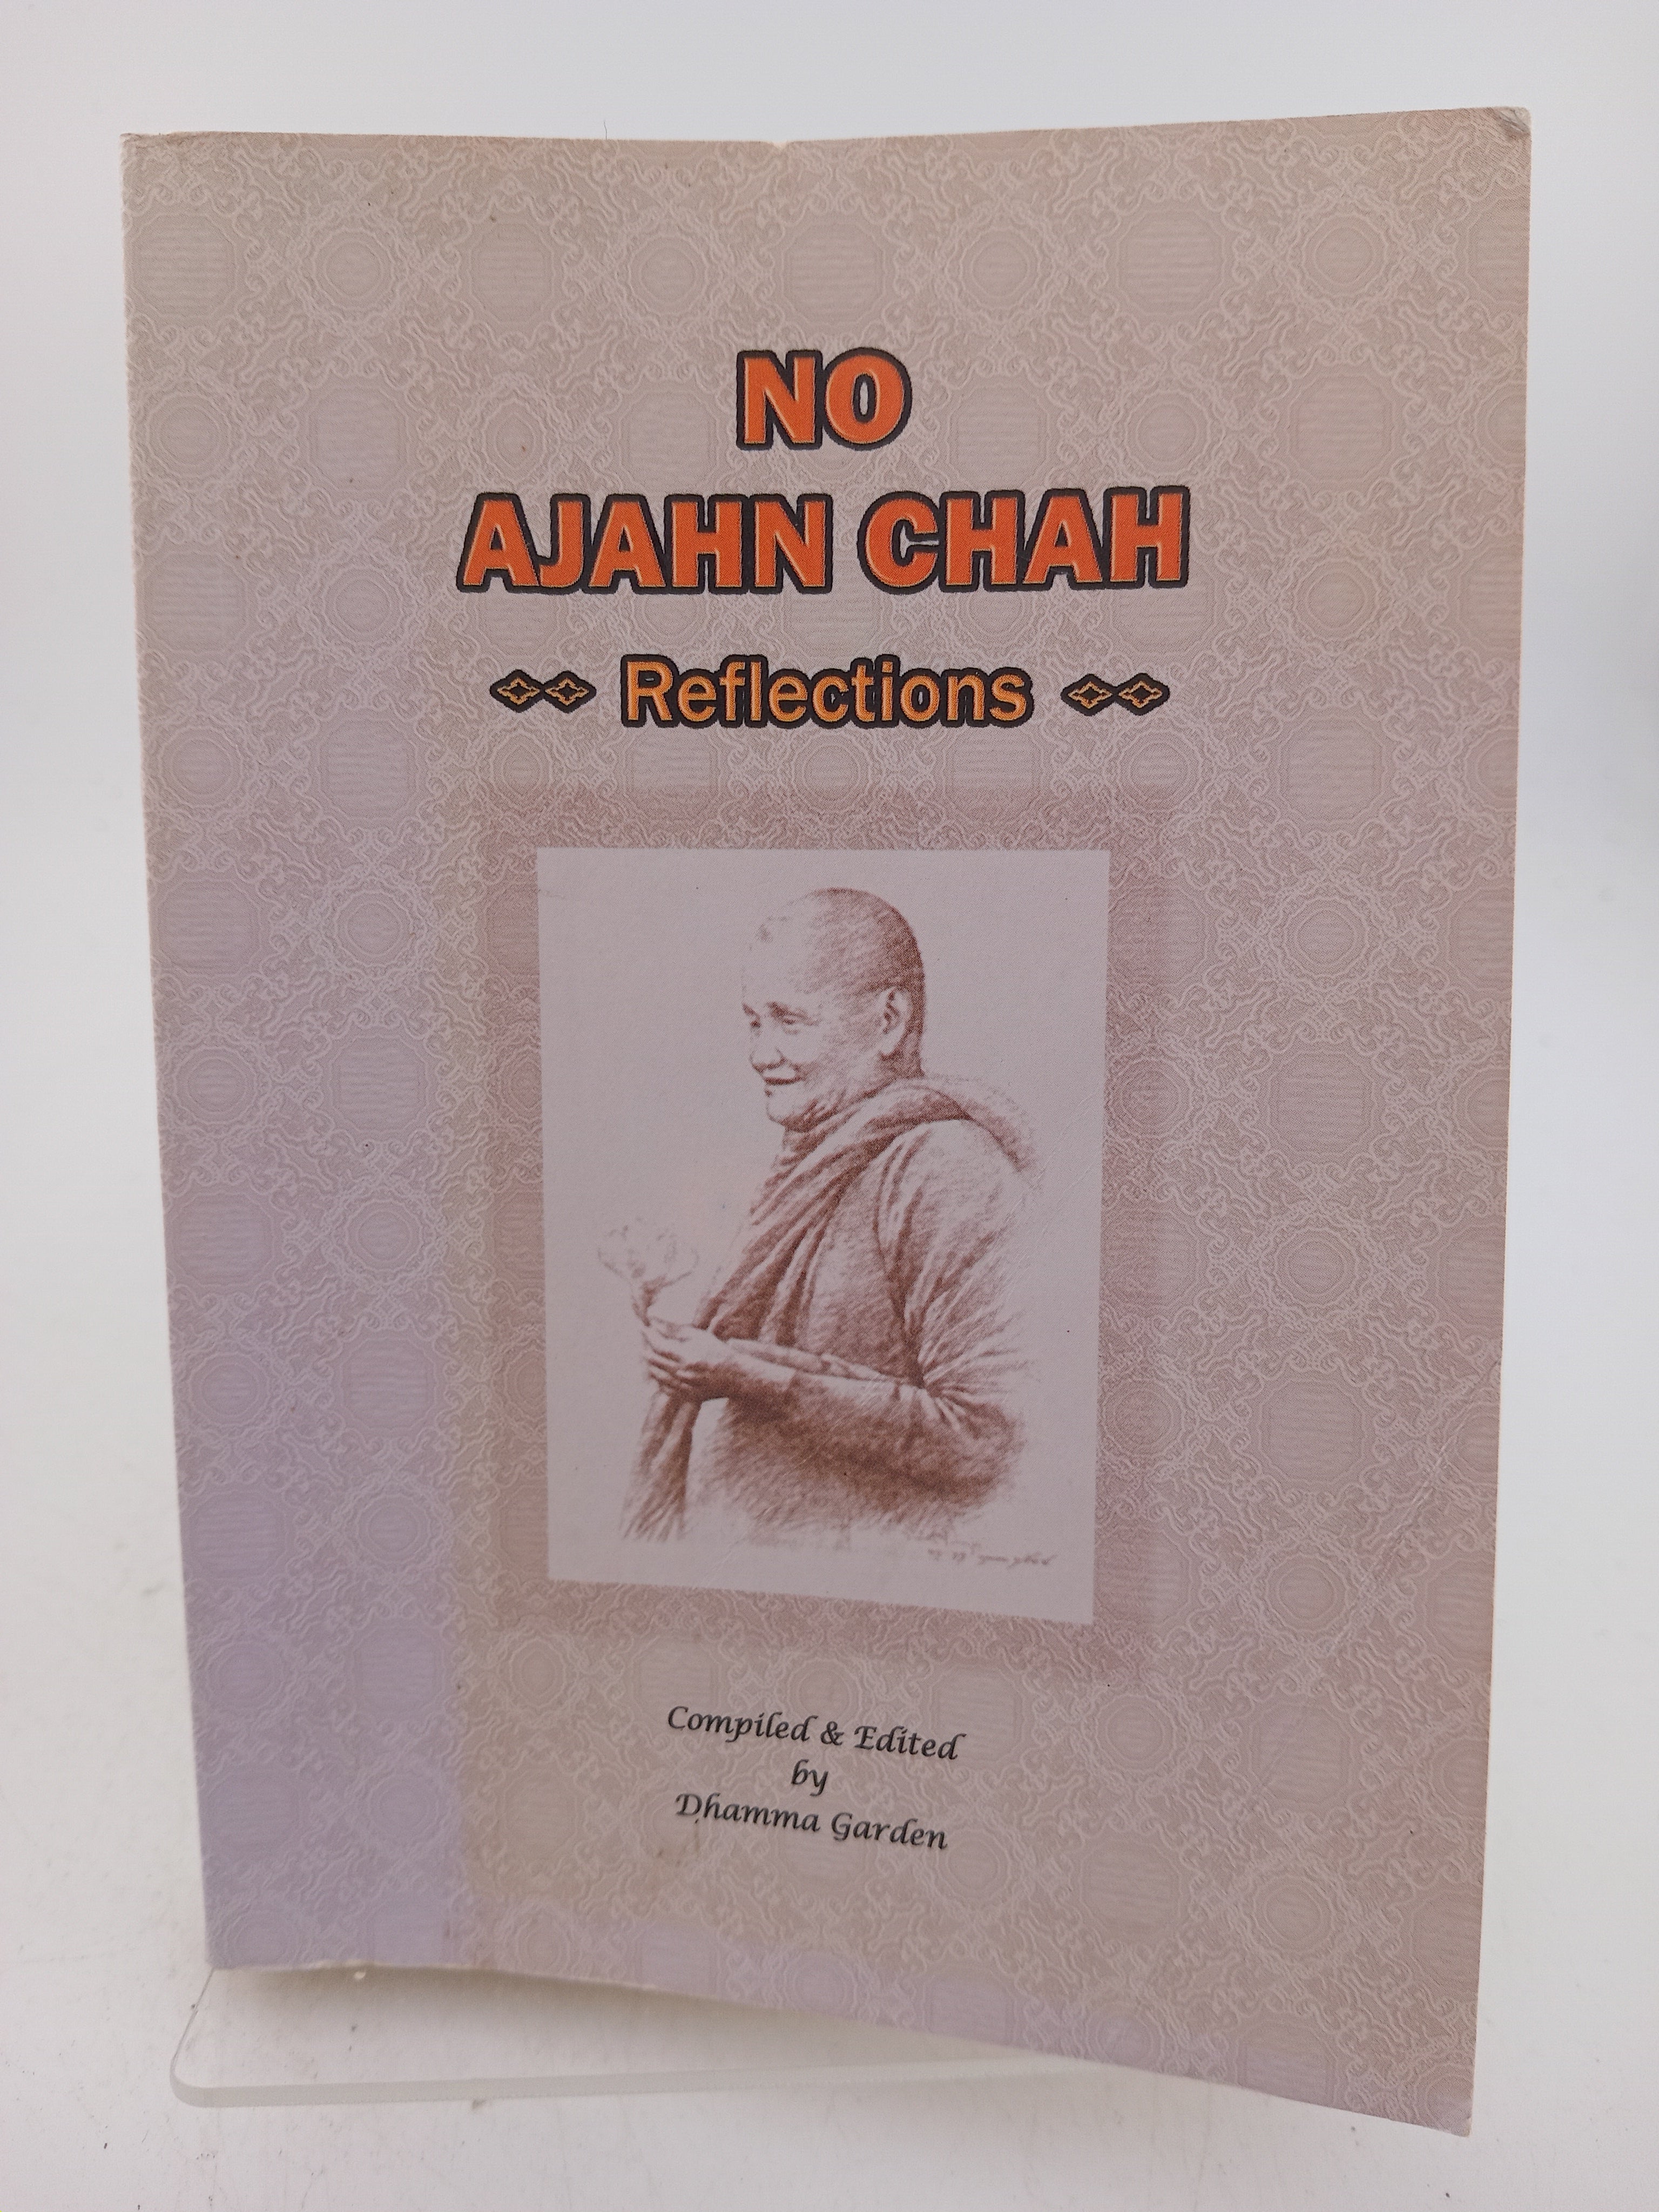 NO
AJAHN CHAH
Reflections
Compiled & Edited
by
Dhamma Garden